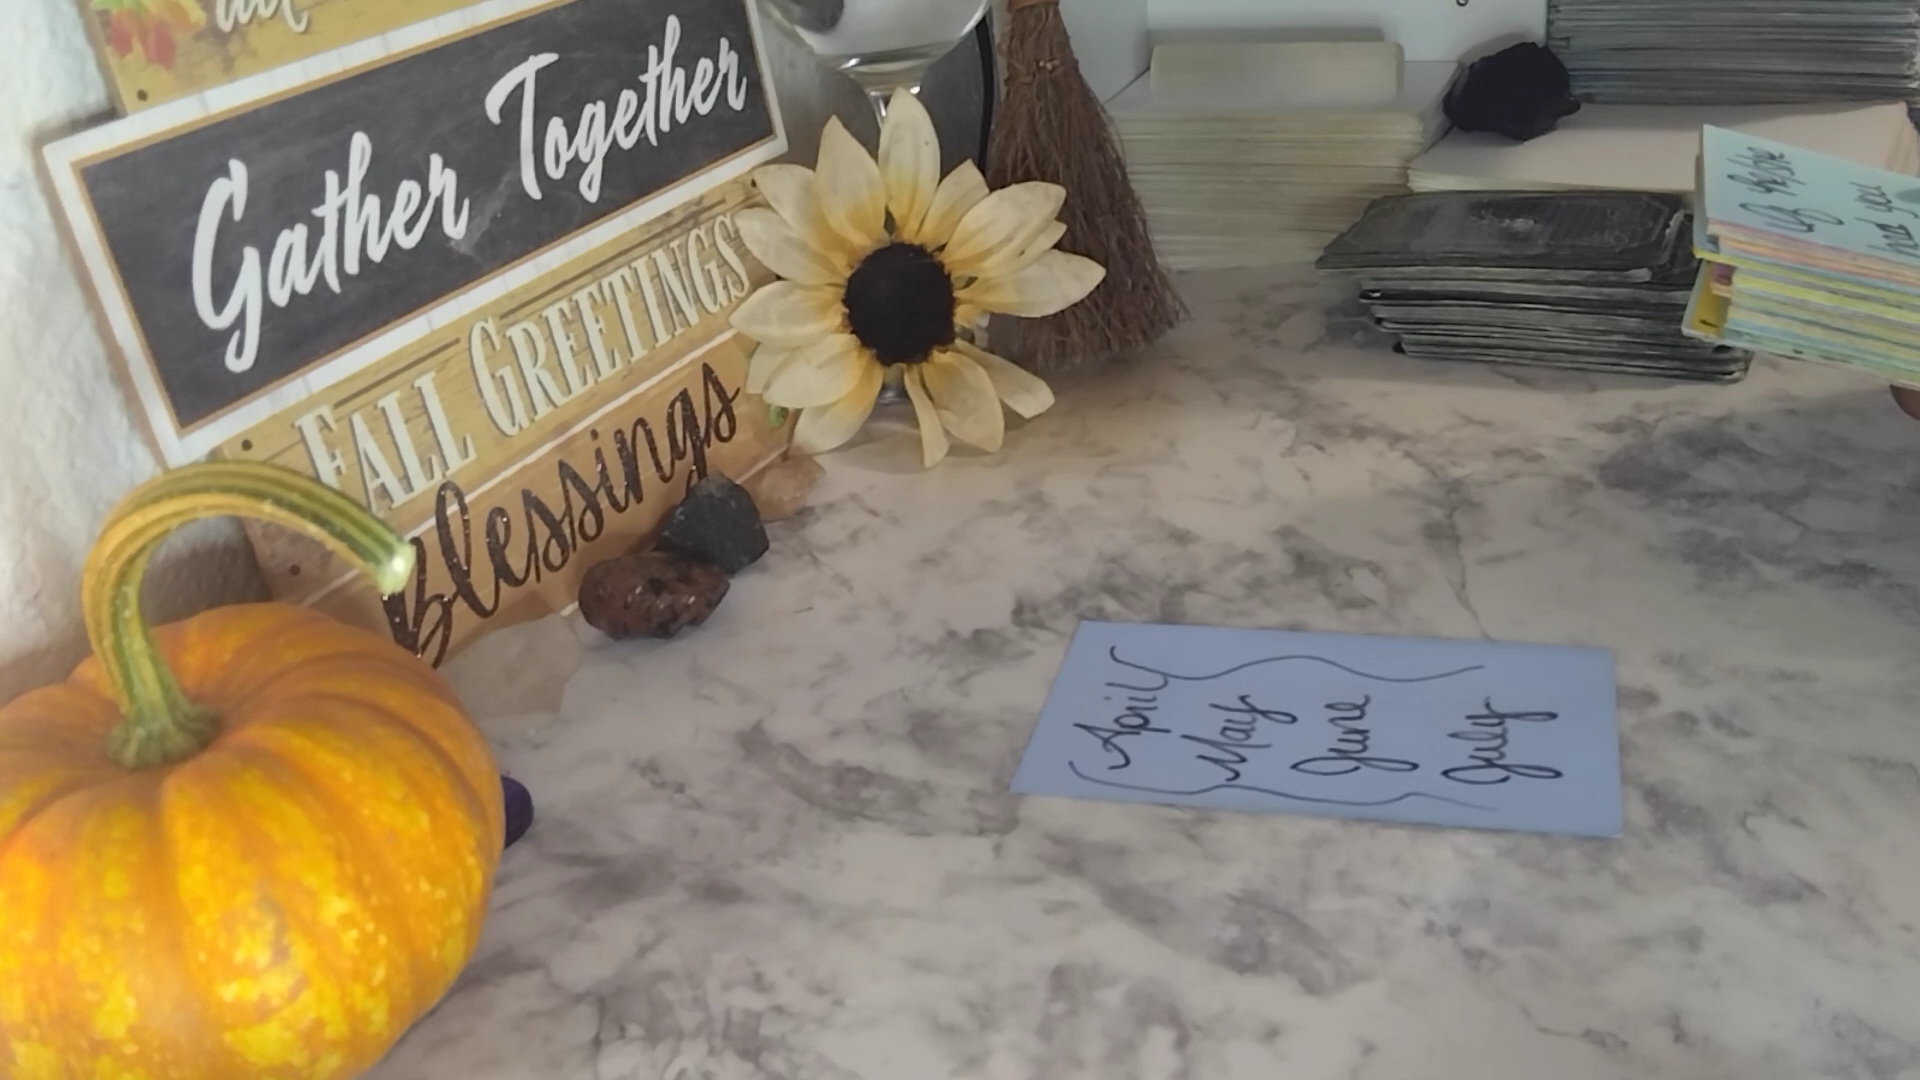 Gather Together
FALL GREETINGS
Blessings
April
May
June
July